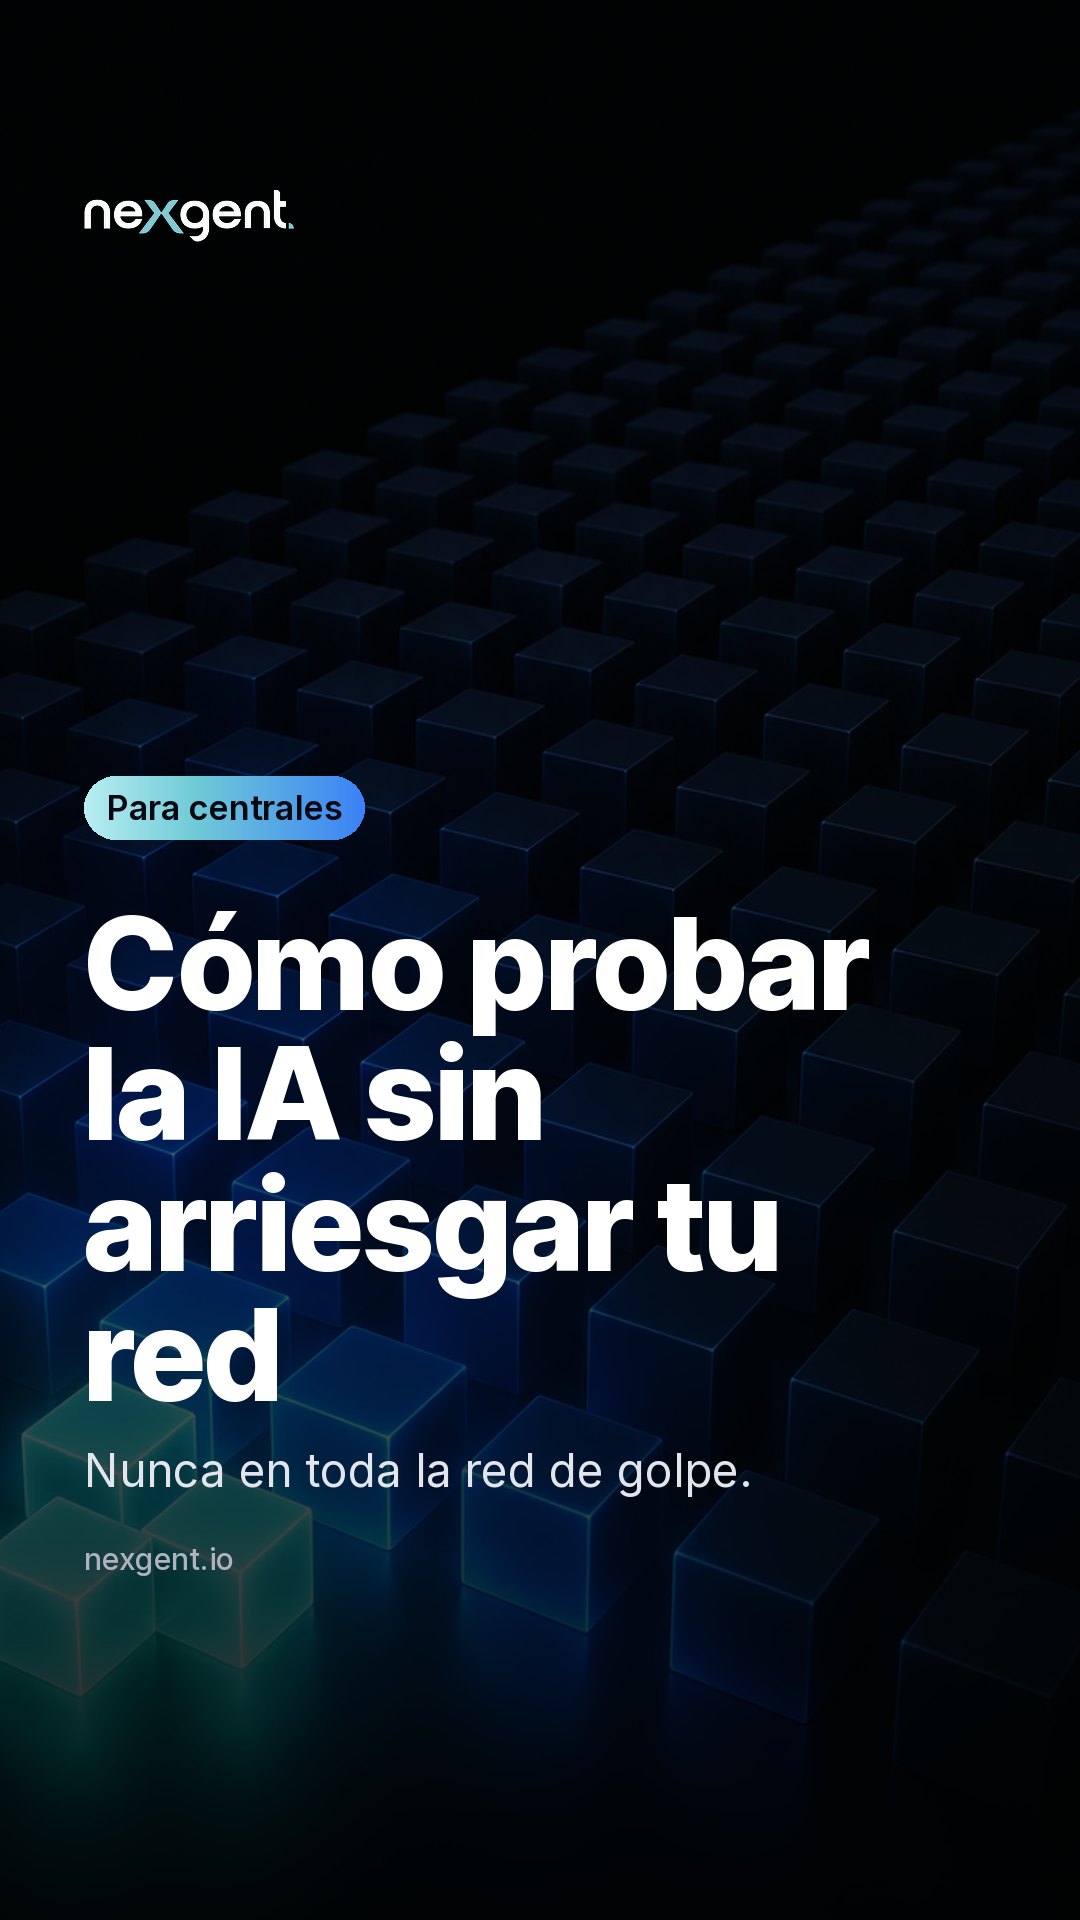 nexgent.
Para centrales
Cómo probar
la IA sin
arriesgar tu
red
Nunca en toda la red de golpe.
nexgent.io